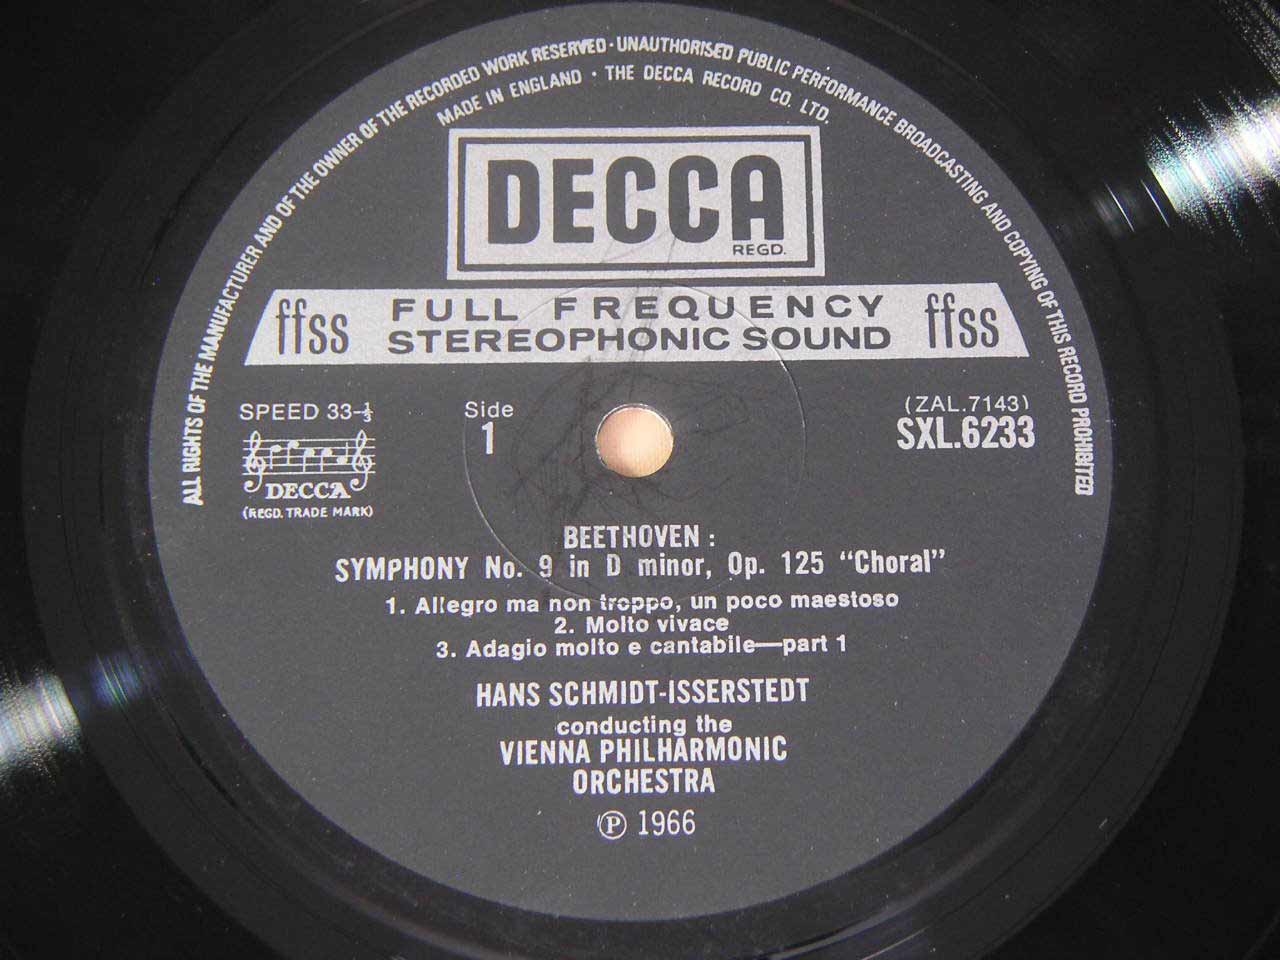 ALL RIGHTS OF THE MANUFACTURER AND OF THE OWNER OF THE RECORDED WORK RESERVED · UNAUTHORISED PUBLIC PERFORMANCE BROADCASTING AND COPYING OF THIS RECORD PROHIBITED
MADE IN ENGLAND · THE DECCA RECORD CO. LTD.
DECCA
REGD.
ffss FULL FREQUENCY ffss
STEREOPHONIC SOUND
SPEED 33-⅓
DECCA
(REGD. TRADE MARK)
Side
1
(ZAL.7143)
SXL.6233
BEETHOVEN :
SYMPHONY No. 9 in D minor, Op. 125 “Choral”
1. Allegro ma non troppo, un poco maestoso
2. Molto vivace
3. Adagio molto e cantabile—part 1
HANS SCHMIDT-ISSERSTEDT
conducting the
VIENNA PHILHARMONIC
ORCHESTRA
℗ 1966